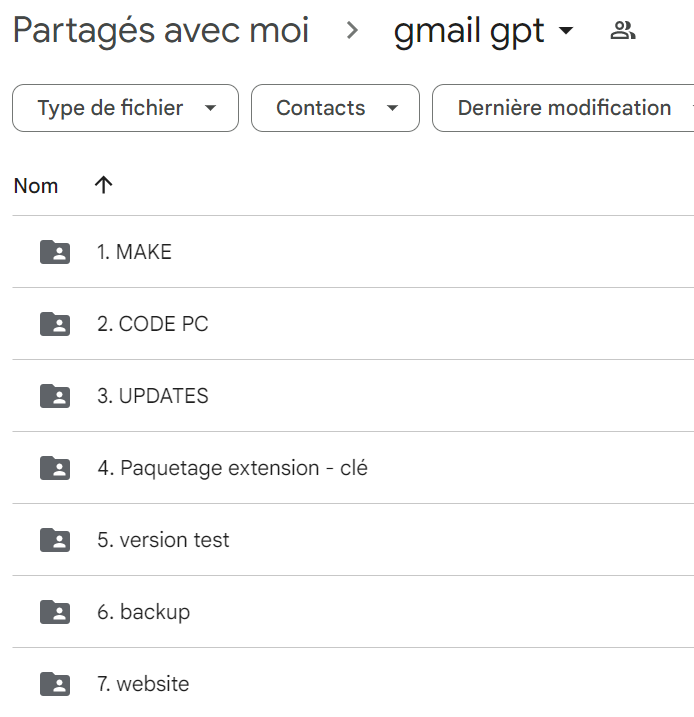 Partagés avec moi > gmail gpt
Type de fichier Contacts Dernière modification
Nom
1. MAKE
2. CODE PC
3. UPDATES
4. Paquetage extension - clé
5. version test
6. backup
7. website